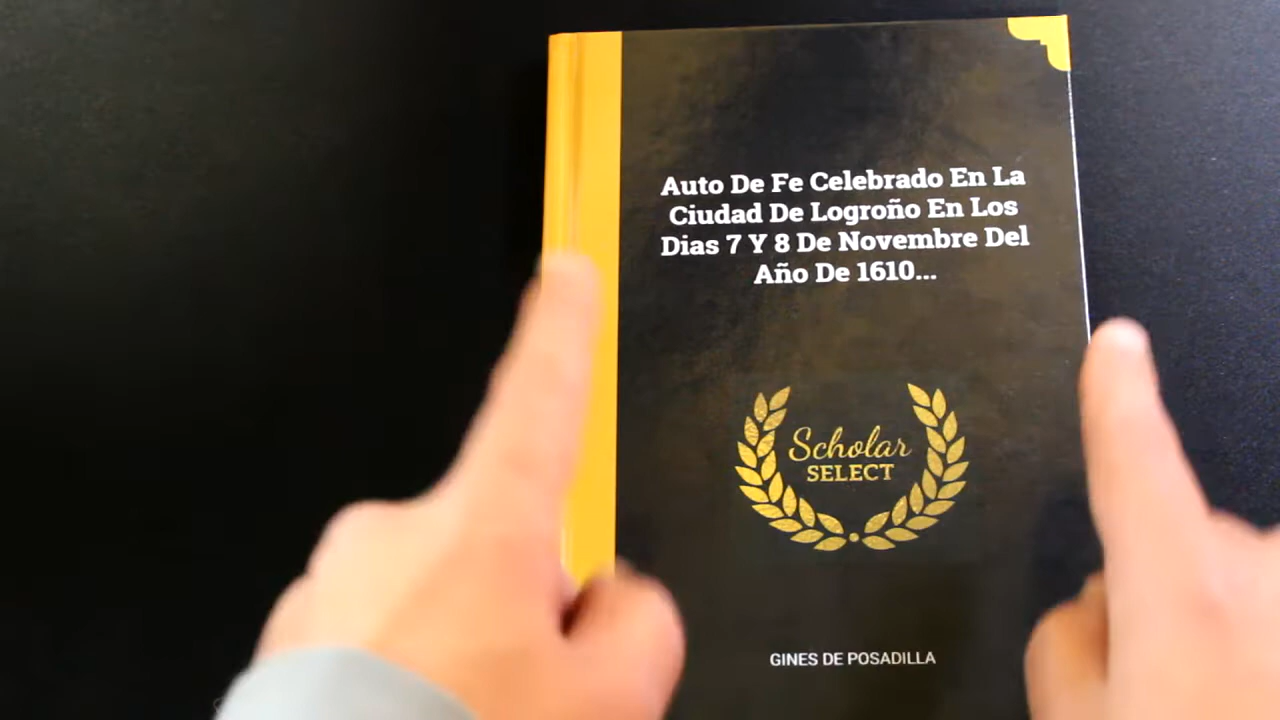 Auto De Fe Celebrado En La
Ciudad De Logroño En Los
Dias 7 Y 8 De Novembre Del
Año De 1610...
Scholar
SELECT
GINES DE POSADILLA